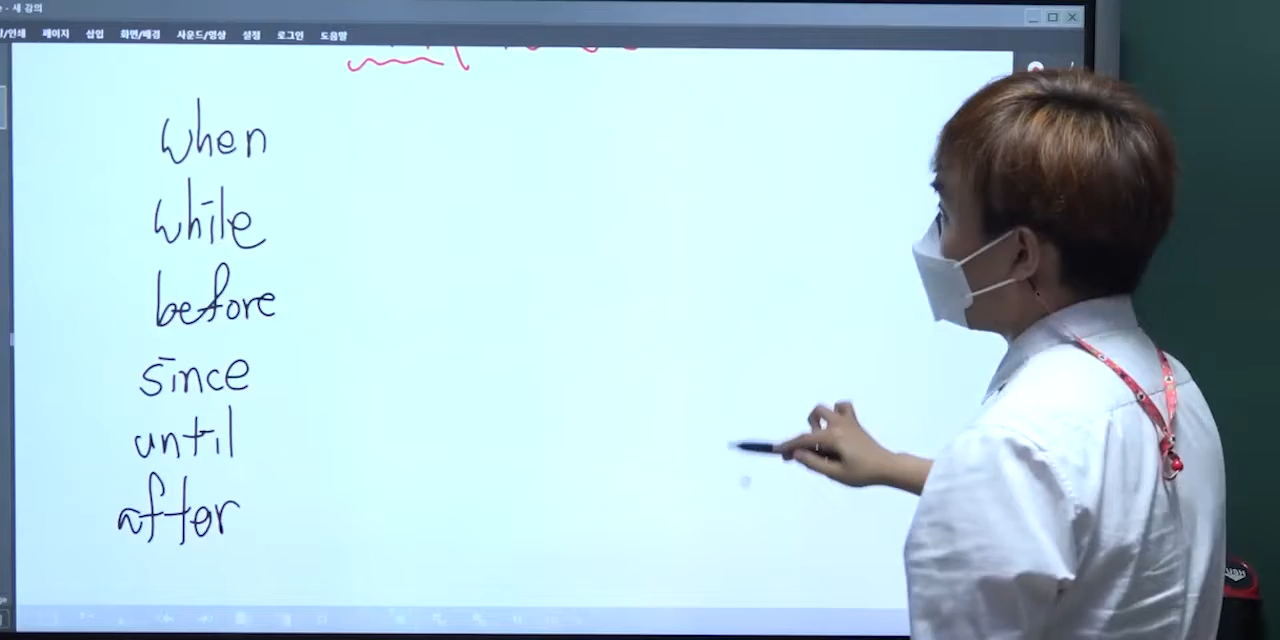 - 새 강의
/인쇄 페이지 삽입 화면/배경 사운드/영상 설정 로그인 도움말
when
while
before
since
until
after